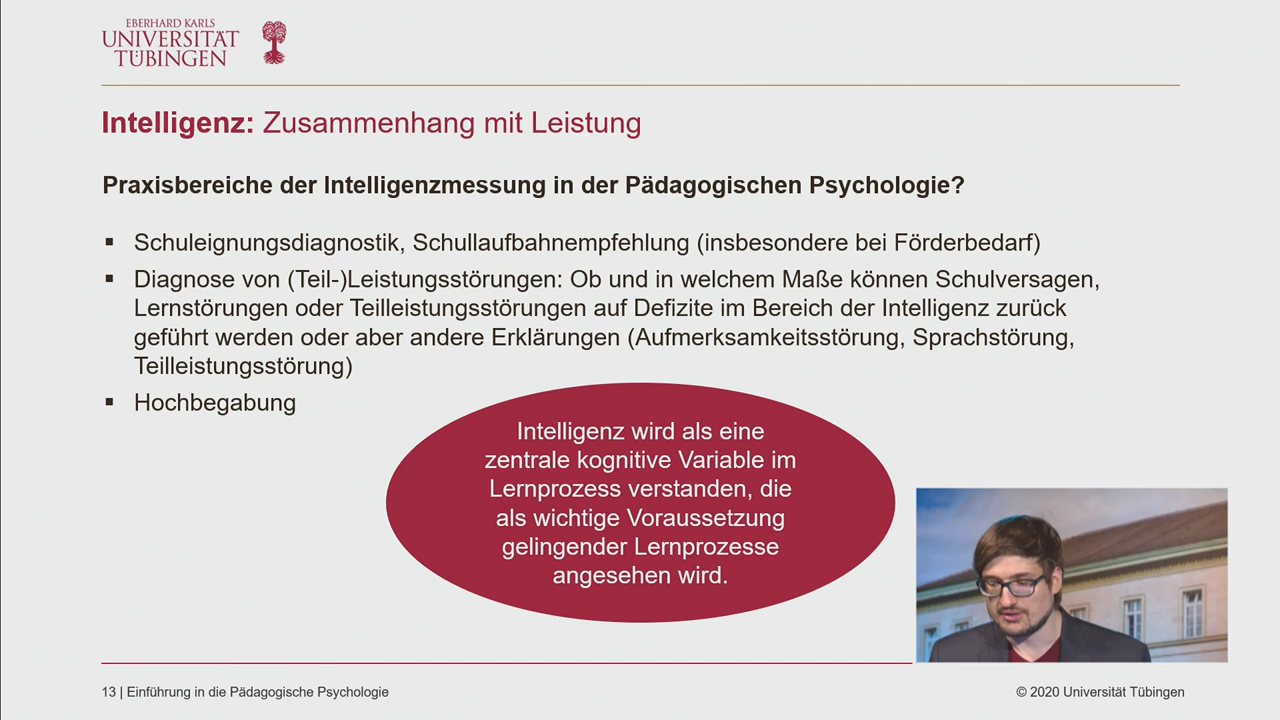 EBERHARD KARLS
UNIVERSITÄT
TÜBINGEN
Intelligenz: Zusammenhang mit Leistung
Praxisbereiche der Intelligenzmessung in der Pädagogischen Psychologie?
▪ Schuleignungsdiagnostik, Schullaufbahnempfehlung (insbesondere bei Förderbedarf)
▪ Diagnose von (Teil-)Leistungsstörungen: Ob und in welchem Maße können Schulversagen,
Lernstörungen oder Teilleistungsstörungen auf Defizite im Bereich der Intelligenz zurück
geführt werden oder aber andere Erklärungen (Aufmerksamkeitsstörung, Sprachstörung,
Teilleistungsstörung)
▪ Hochbegabung
Intelligenz wird als eine
zentrale kognitive Variable im
Lernprozess verstanden, die
als wichtige Voraussetzung
gelingender Lernprozesse
angesehen wird.
13 | Einführung in die Pädagogische Psychologie
© 2020 Universität Tübingen